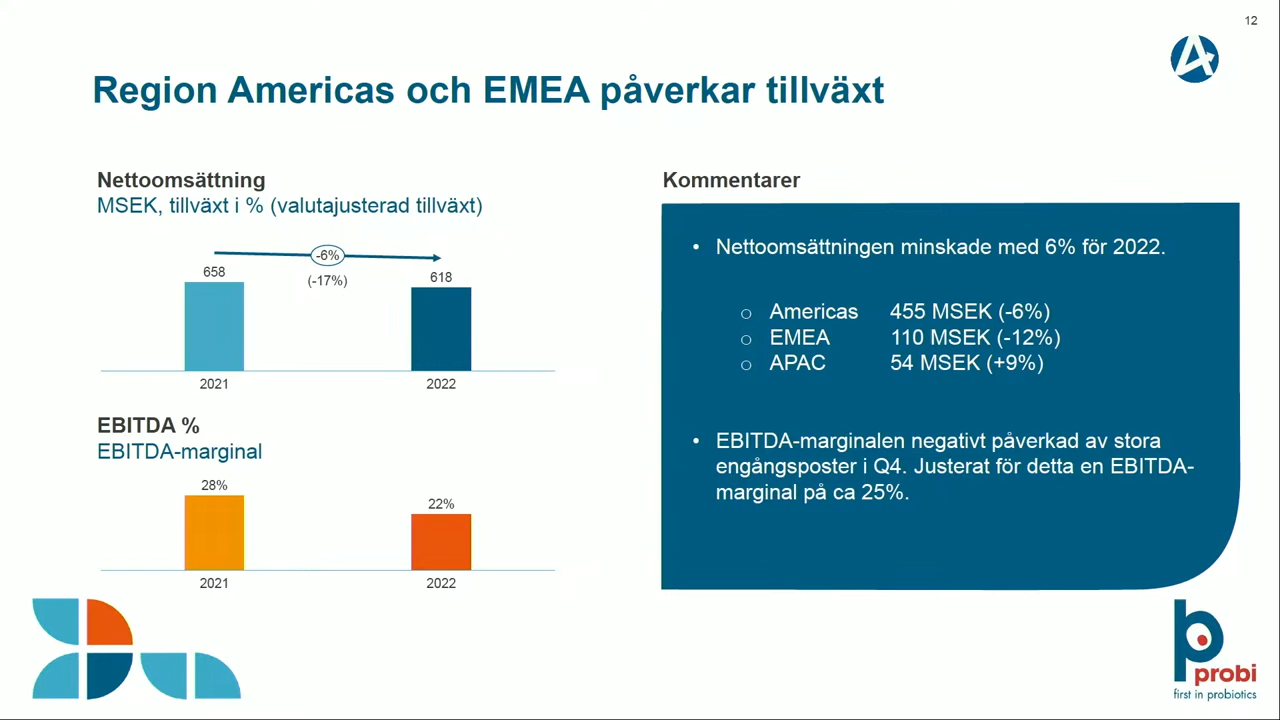 12
Region Americas och EMEA påverkar tillväxt
Nettoomsättning
MSEK, tillväxt i % (valutajusterad tillväxt)
-6%
(-17%)
658
618
2021
2022
EBITDA %
EBITDA-marginal
28%
22%
2021
2022
Kommentarer
• Nettoomsättningen minskade med 6% för 2022.
o Americas 455 MSEK (-6%)
o EMEA 110 MSEK (-12%)
o APAC 54 MSEK (+9%)
• EBITDA-marginalen negativt påverkad av stora
engångsposter i Q4. Justerat för detta en EBITDA-
marginal på ca 25%.
probi
first in probiotics